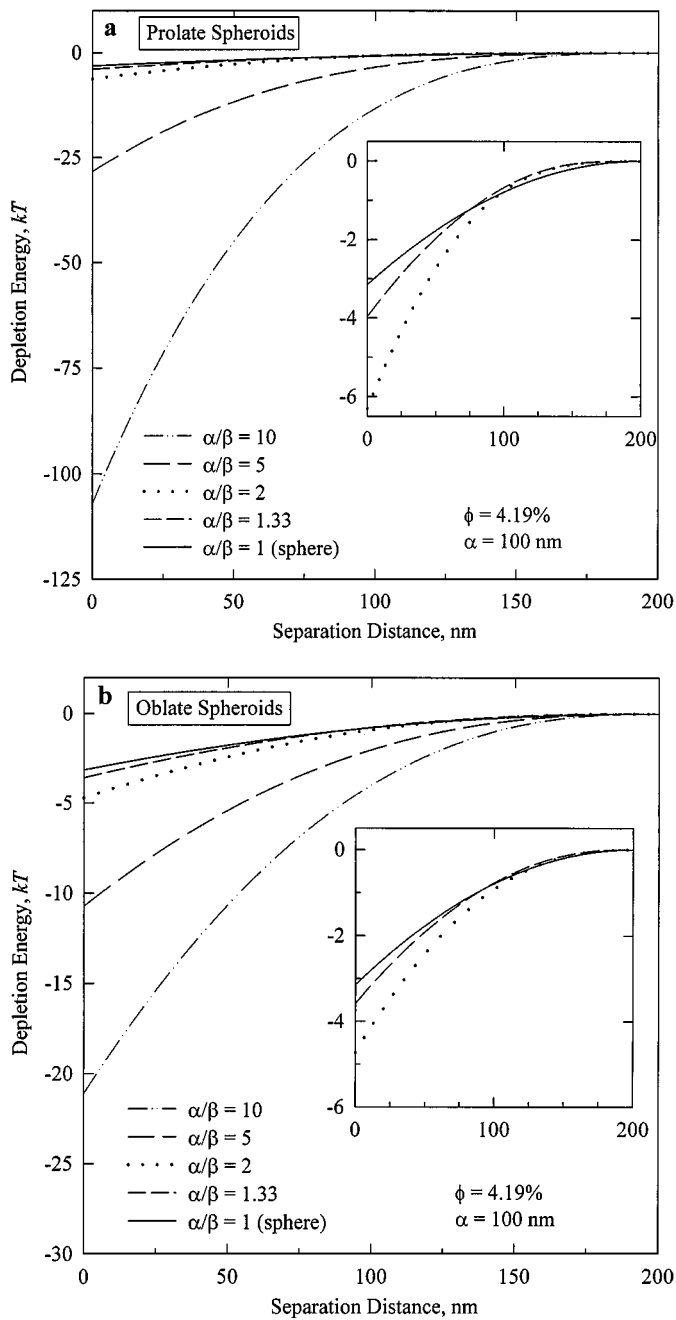 a
Prolate Spheroids
0
-25
-50
-75
-100
-125
Depletion Energy, kT
0
-2
-4
-6
0
100
200
α/β = 10
α/β = 5
α/β = 2
α/β = 1.33
α/β = 1 (sphere)
ϕ = 4.19%
α = 100 nm
0
50
100
150
200
Separation Distance, nm
b
Oblate Spheroids
0
-5
-10
-15
-20
-25
-30
Depletion Energy, kT
0
-2
-4
-6
0
100
200
α/β = 10
α/β = 5
α/β = 2
α/β = 1.33
α/β = 1 (sphere)
ϕ = 4.19%
α = 100 nm
0
50
100
150
200
Separation Distance, nm